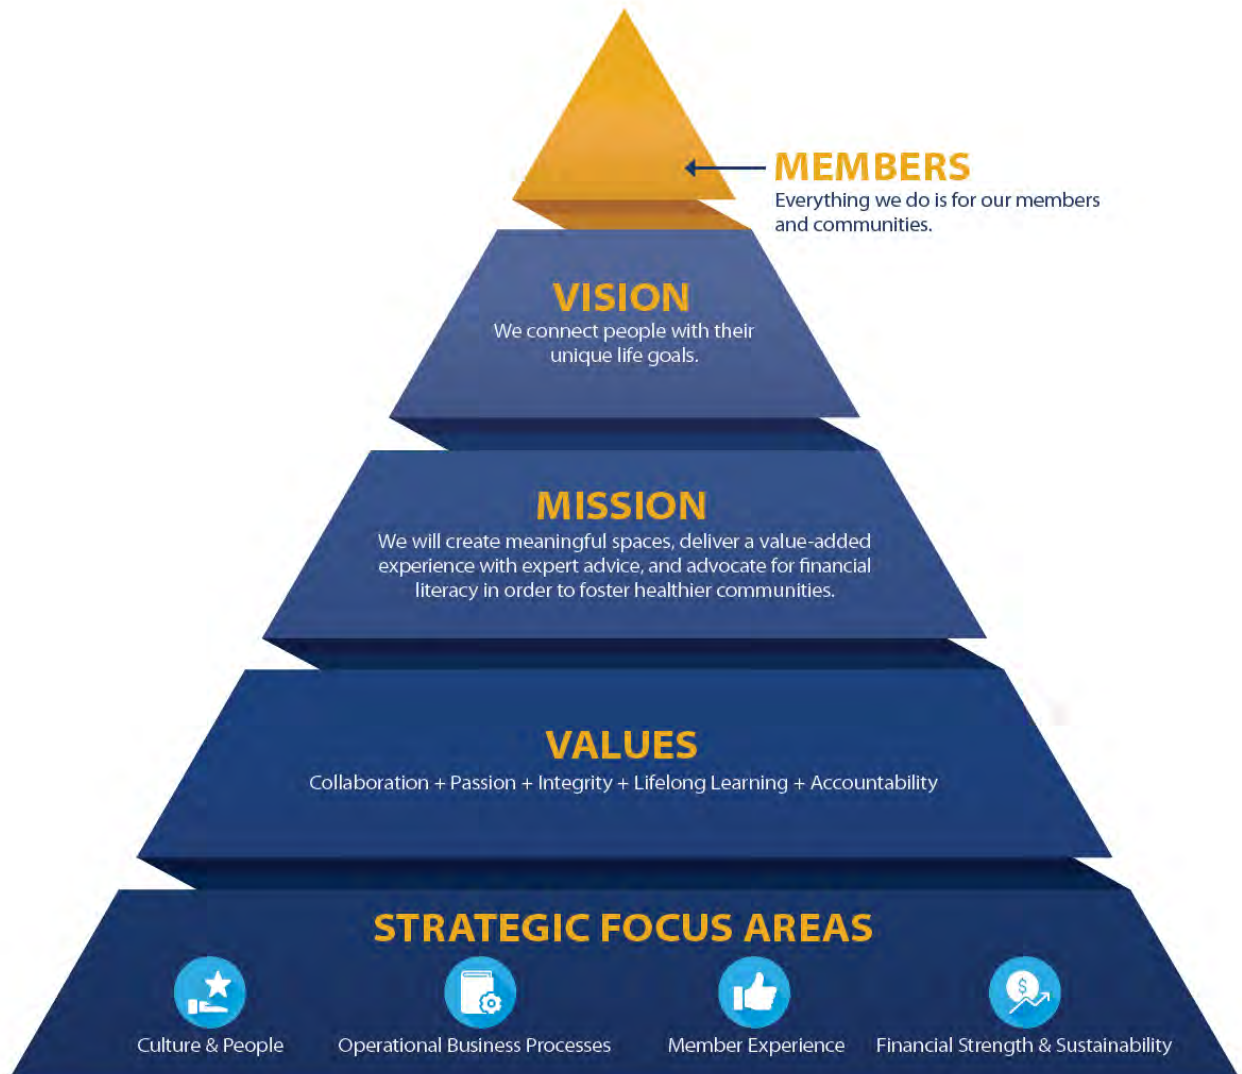 MEMBERS
Everything we do is for our members
and communities.
VISION
We connect people with their
unique life goals.
MISSION
We will create meaningful spaces, deliver a value-added
experience with expert advice, and advocate for financial
literacy in order to foster healthier communities.
VALUES
Collaboration + Passion + Integrity + Lifelong Learning + Accountability
STRATEGIC FOCUS AREAS
$
Culture & People
Operational Business Processes
Member Experience
Financial Strength & Sustainability